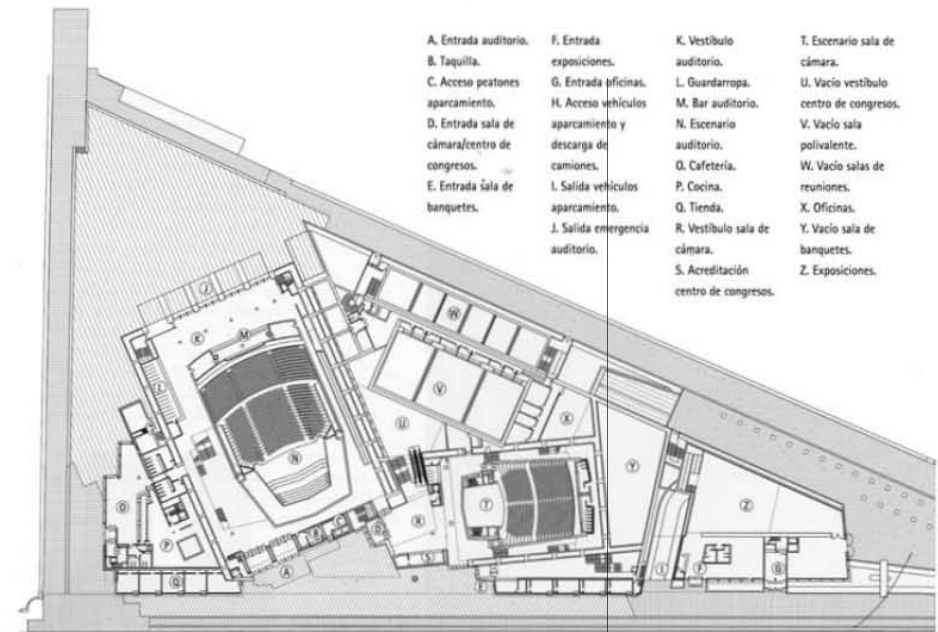 A. Entrada auditorio.
B. Taquilla.
C. Acceso peatones
aparcamiento.
D. Entrada sala de
cámara/centro de
congresos.
E. Entrada sala de
banquetes.
F. Entrada
exposiciones.
G. Entrada oficinas.
H. Acceso vehículos
aparcamiento y
descarga de
camiones.
I. Salida vehículos
aparcamiento.
J. Salida emergencia
auditorio.
K. Vestíbulo
auditorio.
L. Guardarropa.
M. Bar auditorio.
N. Escenario
auditorio.
O. Cafetería.
P. Cocina.
Q. Tienda.
R. Vestíbulo sala de
cámara.
S. Acreditación
centro de congresos.
T. Escenario sala de
cámara.
U. Vacío vestíbulo
centro de congresos.
V. Vacío sala
polivalente.
W. Vacío salas de
reuniones.
X. Oficinas.
Y. Vacío sala de
banquetes.
Z. Exposiciones.
J
W
K
M
V
X
U
N
Y
O
T
Z
R
D
B
P
S
A
I
F
G
Q